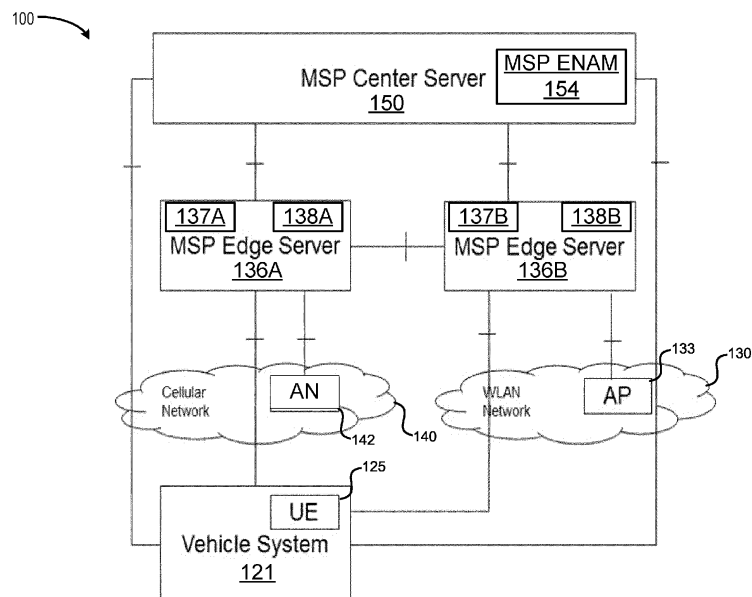 100
MSP Center Server
150
MSP ENAM
154
137A
138A
MSP Edge Server
136A
137B
138B
MSP Edge Server
136B
Cellular
Network
AN
142
140
WLAN
Network
AP
133
130
125
UE
Vehicle System
121